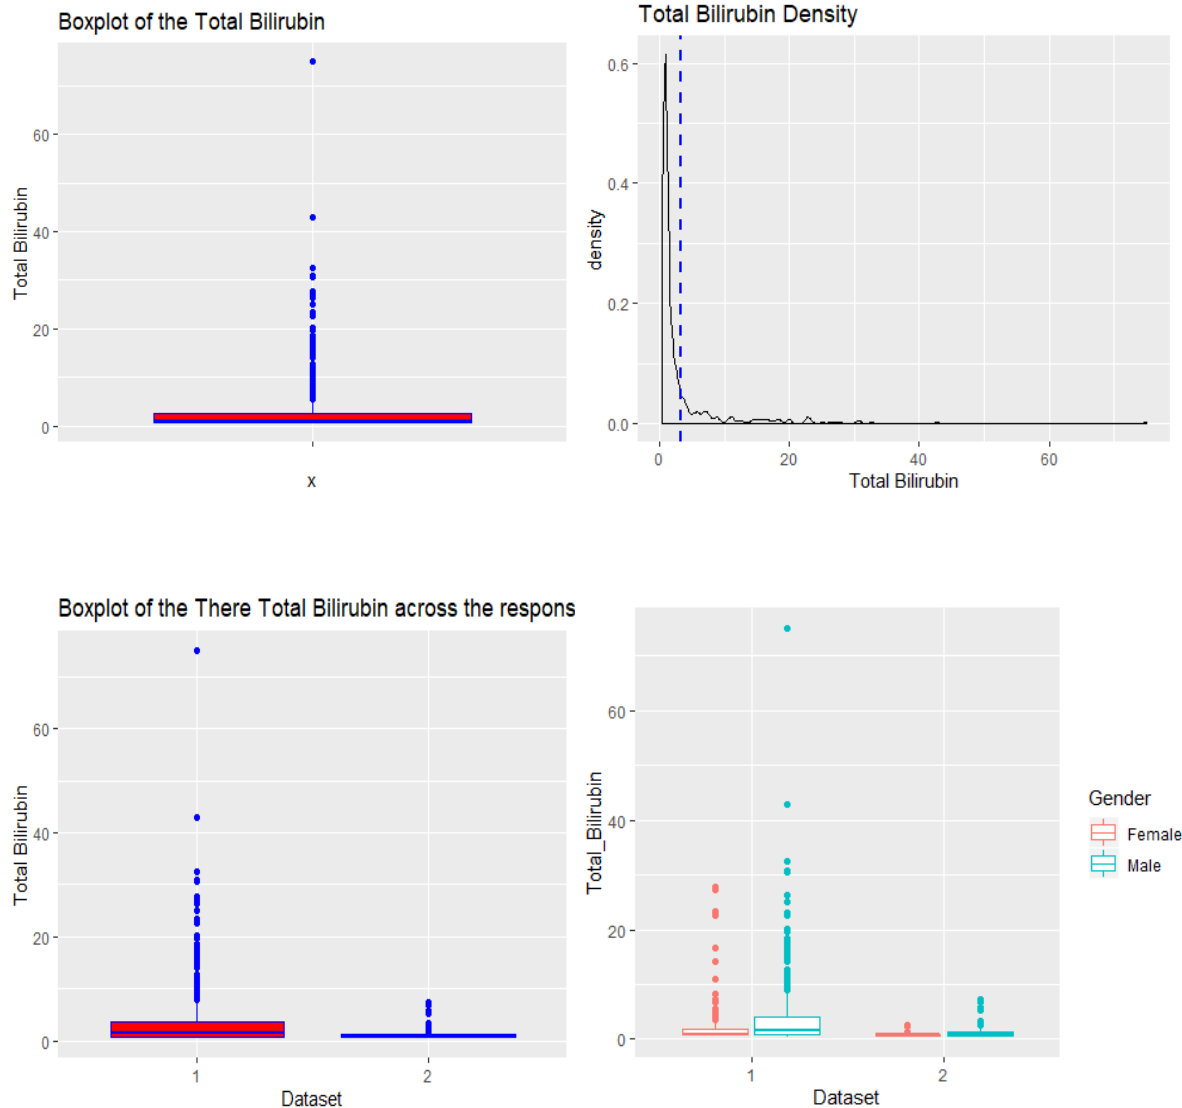 Boxplot of the Total Bilirubin
Total Bilirubin
60
40
20
0
x
Total Bilirubin Density
density
0.6
0.4
0.2
0.0
0 20 40 60
Total Bilirubin
Boxplot of the There Total Bilirubin across the respons
Total Bilirubin
60
40
20
0
1 2
Dataset
Total_Bilirubin
60
40
20
0
1 2
Dataset
Gender
Female
Male